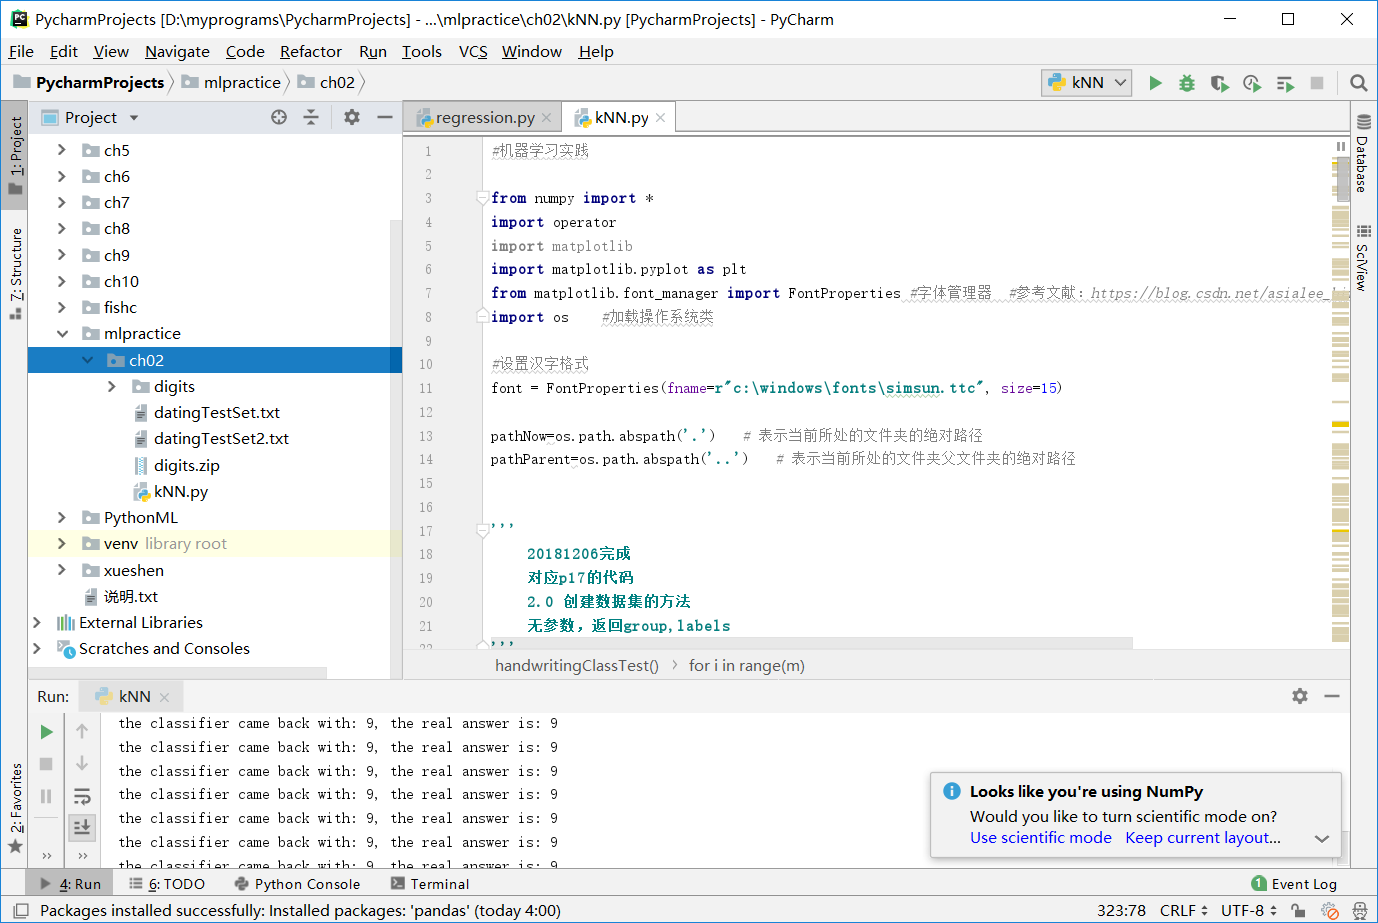 PycharmProjects [D:\myprograms\PycharmProjects] - ...\mlpractice\ch02\kNN.py [PycharmProjects] - PyCharm
File Edit View Navigate Code Refactor Run Tools VCS Window Help
PycharmProjects mlpractice ch02
kNN
1: Project
Z: Structure
2: Favorites
Project
ch5
ch6
ch7
ch8
ch9
ch10
fishc
mlpractice
ch02
digits
datingTestSet.txt
datingTestSet2.txt
digits.zip
kNN.py
PythonML
venv library root
xueshen
说明.txt
External Libraries
Scratches and Consoles
regression.py kNN.py
1 #机器学习实践
2
3 from numpy import *
4 import operator
5 import matplotlib
6 import matplotlib.pyplot as plt
7 from matplotlib.font_manager import FontProperties #字体管理器 #参考文献：https://blog.csdn.net/asialee_
8 import os #加载操作系统类
9
10 #设置汉字格式
11 font = FontProperties(fname=r"c:\windows\fonts\simsun.ttc", size=15)
12
13 pathNow=os.path.abspath('.') # 表示当前所处的文件夹的绝对路径
14 pathParent=os.path.abspath('..') # 表示当前所处的文件夹父文件夹的绝对路径
15
16
17 '''
18 20181206完成
19 对应p17的代码
20 2.0 创建数据集的方法
21 无参数，返回group,labels
22 '''
handwritingClassTest() for i in range(m)
Database
SciView
Run: kNN
the classifier came back with: 9, the real answer is: 9
the classifier came back with: 9, the real answer is: 9
the classifier came back with: 9, the real answer is: 9
the classifier came back with: 9, the real answer is: 9
the classifier came back with: 9, the real answer is: 9
the classifier came back with: 9, the real answer is: 9
the classifier came back with: 9, the real answer is: 9
Looks like you're using NumPy
Would you like to turn scientific mode on?
Use scientific mode Keep current layout...
4: Run 6: TODO Python Console Terminal 1 Event Log
Packages installed successfully: Installed packages: 'pandas' (today 4:00) 323:78 CRLF UTF-8